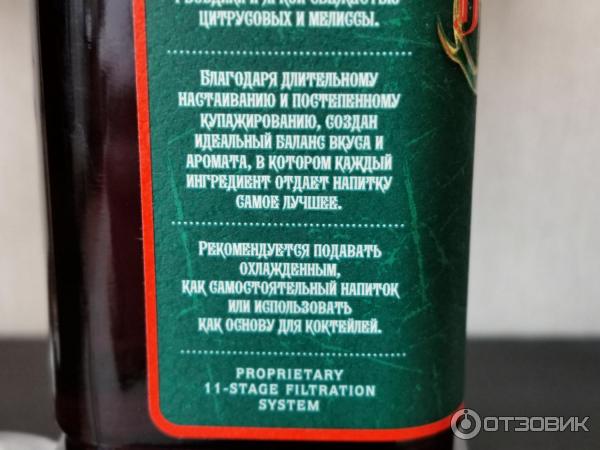 ЦИТРУСОВЫХ И МЕЛИССЫ.
БЛАГОДАРЯ ДЛИТЕЛЬНОМУ
НАСТАИВАНИЮ И ПОСТЕПЕННОМУ
КУПАЖИРОВАНИЮ, СОЗДАН
ИДЕАЛЬНЫЙ БАЛАНС ВКУСА И
АРОМАТА, В КОТОРОМ КАЖДЫЙ
ИНГРЕДИЕНТ ОТДАЕТ НАПИТКУ
САМОЕ ЛУЧШЕЕ.
РЕКОМЕНДУЕТСЯ ПОДАВАТЬ
ОХЛАЖДЕННЫМ,
КАК САМОСТОЯТЕЛЬНЫЙ НАПИТОК
ИЛИ ИСПОЛЬЗОВАТЬ
КАК ОСНОВУ ДЛЯ КОКТЕЙЛЕЙ.
PROPRIETARY
11-STAGE FILTRATION
SYSTEM
ОТЗОВИК